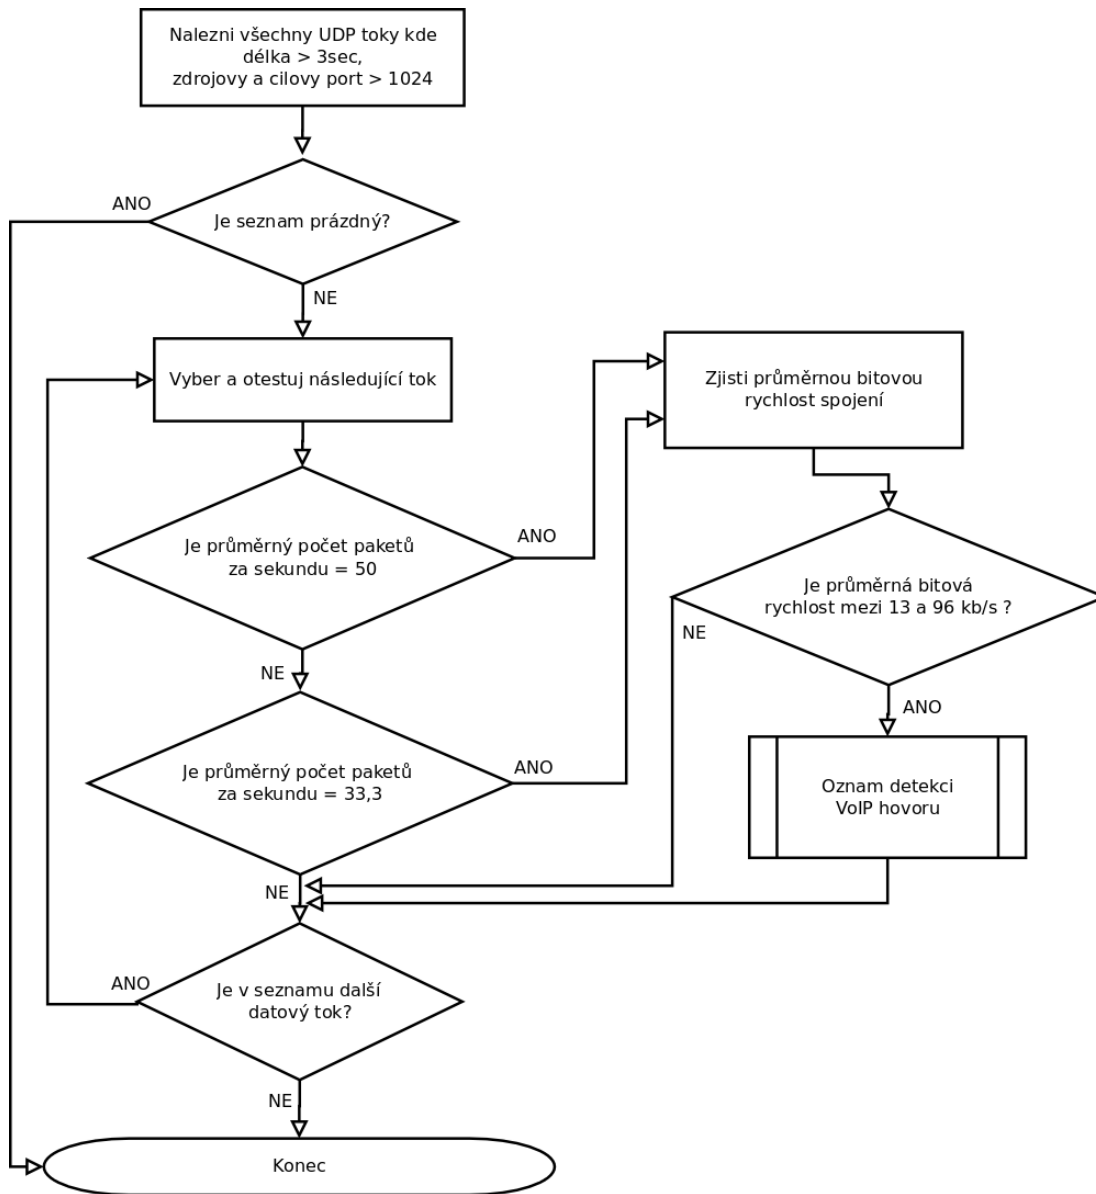 Nalezni všechny UDP toky kde
délka > 3sec,
zdrojovy a cilovy port > 1024
ANO
Je seznam prázdný?
NE
Vyber a otestuj následující tok
Zjisti průměrnou bitovou
rychlost spojení
Je průměrný počet paketů
za sekundu = 50
ANO
Je průměrná bitová
rychlost mezi 13 a 96 kb/s ?
NE
ANO
NE
Je průměrný počet paketů
za sekundu = 33,3
ANO
Oznam detekci
VoIP hovoru
NE
Je v seznamu další
datový tok?
ANO
NE
Konec